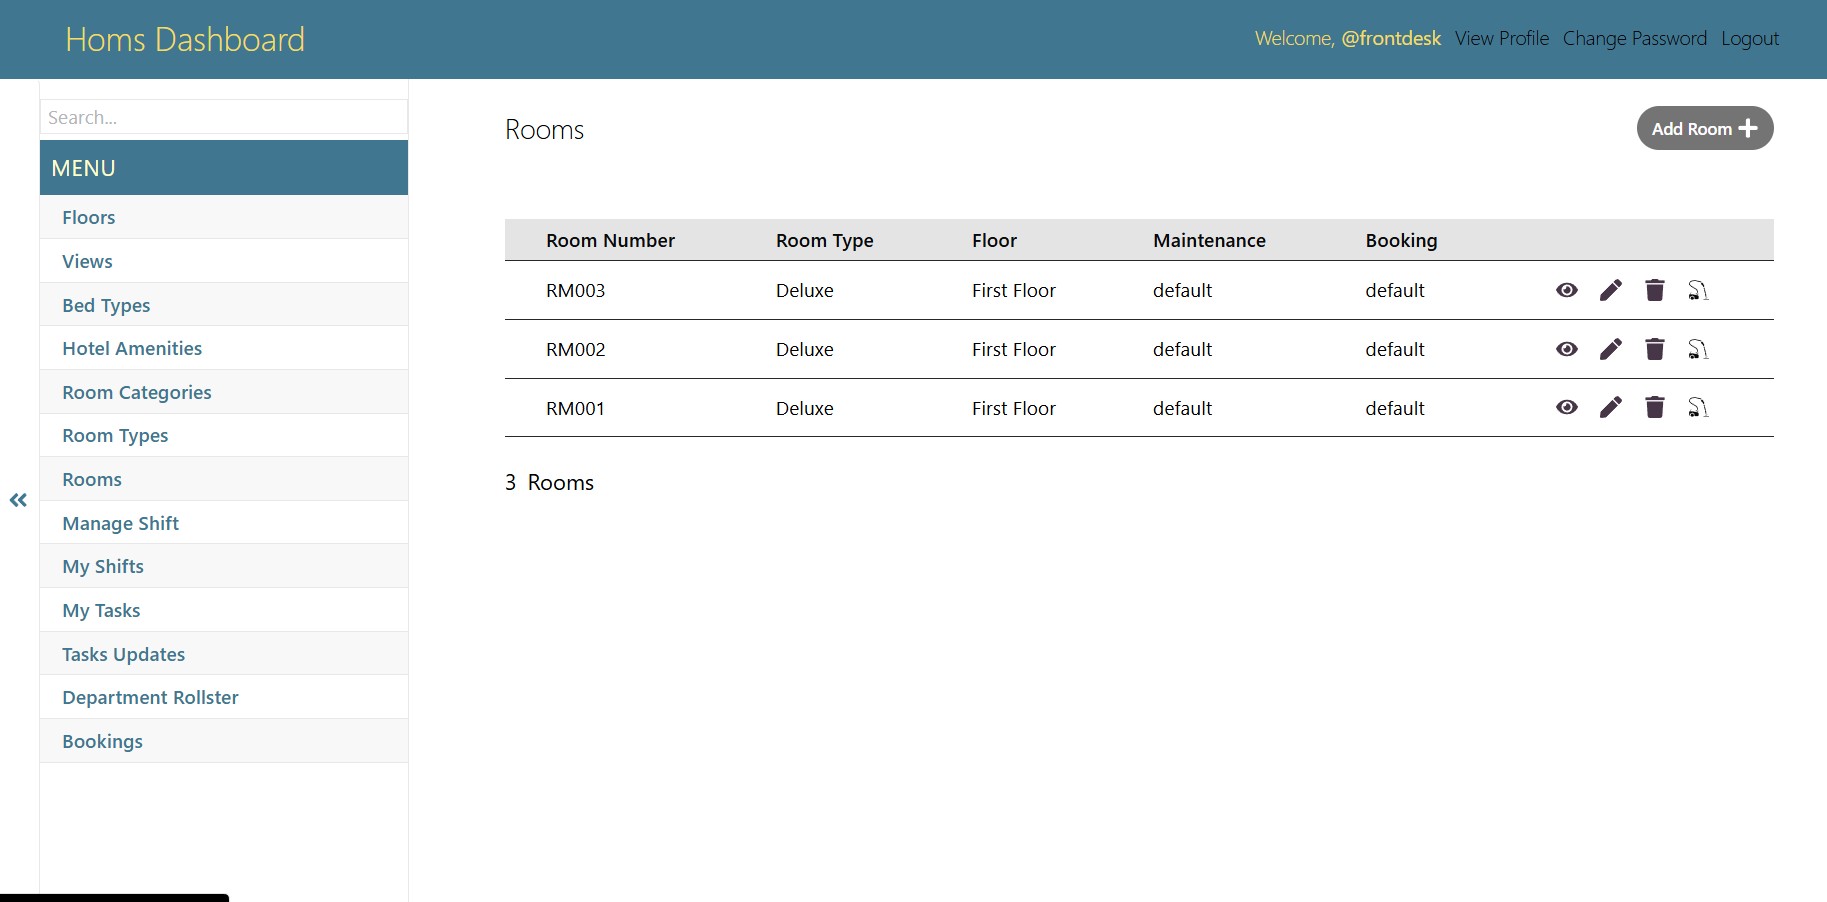 Homs Dashboard
Welcome, @frontdesk View Profile Change Password Logout
Search...
MENU
Floors
Views
Bed Types
Hotel Amenities
Room Categories
Room Types
Rooms
Manage Shift
My Shifts
My Tasks
Tasks Updates
Department Rollster
Bookings
Rooms
Add Room
Room Number Room Type Floor Maintenance Booking
RM003 Deluxe First Floor default default
RM002 Deluxe First Floor default default
RM001 Deluxe First Floor default default
3 Rooms